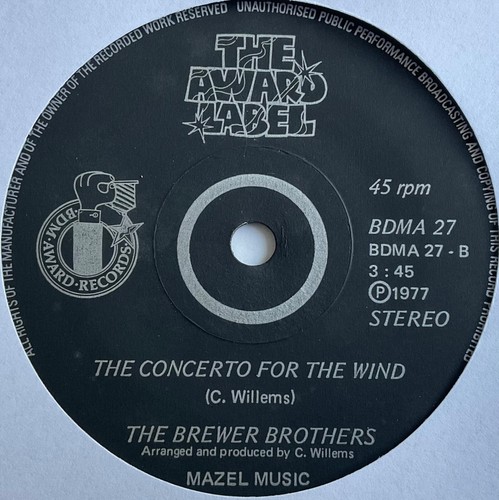 ALL RIGHTS OF THE MANUFACTURER AND OF THE OWNER OF THE RECORDED WORK RESERVED UNAUTHORISED PUBLIC PERFORMANCE BROADCASTING AND COPYING OF THIS RECORD PROHIBITED
THE
AWARD
LABEL
BDM·AWARD·RECORDS·
45 rpm
BDMA 27
BDMA 27 - B
3 : 45
Ⓟ1977
STEREO
THE CONCERTO FOR THE WIND
(C. Willems)
THE BREWER BROTHERS
Arranged and produced by C. Willems
MAZEL MUSIC